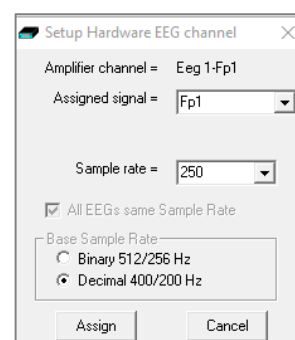 Setup Hardware EEG channel
Amplifier channel = Eeg 1-Fp1
Assigned signal = Fp1
Sample rate = 250
All EEGs same Sample Rate
Base Sample Rate
Binary 512/256 Hz
Decimal 400/200 Hz
Assign Cancel